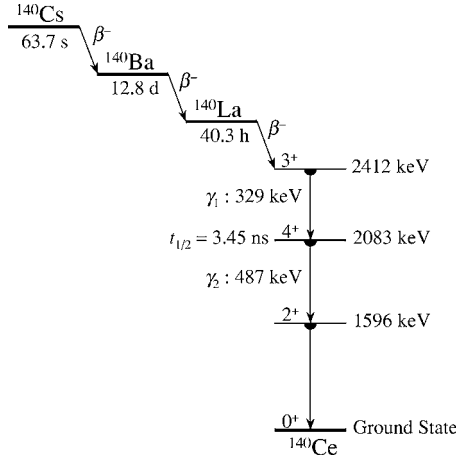 ¹⁴⁰Cs
63.7 s
β⁻
¹⁴⁰Ba
12.8 d
β⁻
¹⁴⁰La
40.3 h
β⁻
3⁺ 2412 keV
γ₁ : 329 keV
t₁/₂ = 3.45 ns 4⁺ 2083 keV
γ₂ : 487 keV
2⁺ 1596 keV
0⁺ Ground State
¹⁴⁰Ce